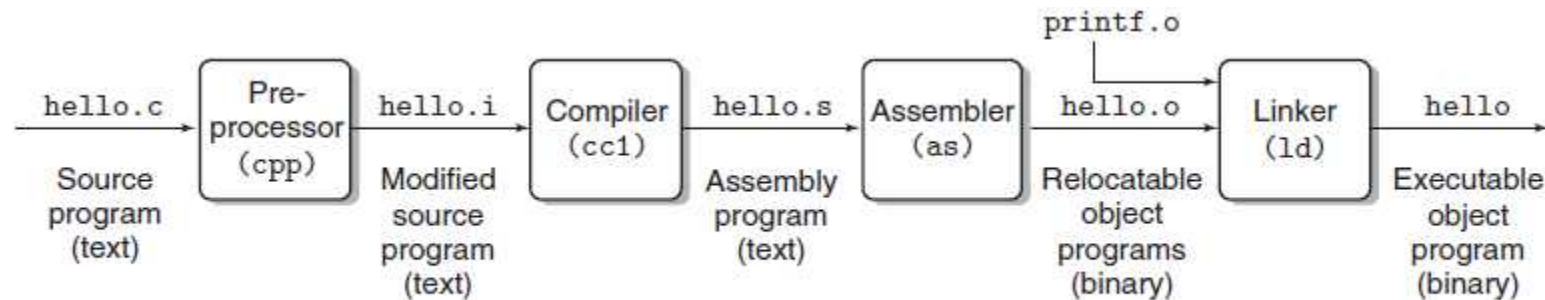 printf.o
hello.c
Pre-
processor
(cpp)
hello.i
Compiler
(cc1)
hello.s
Assembler
(as)
hello.o
Linker
(ld)
hello
Source
program
(text)
Modified
source
program
(text)
Assembly
program
(text)
Relocatable
object
programs
(binary)
Executable
object
program
(binary)